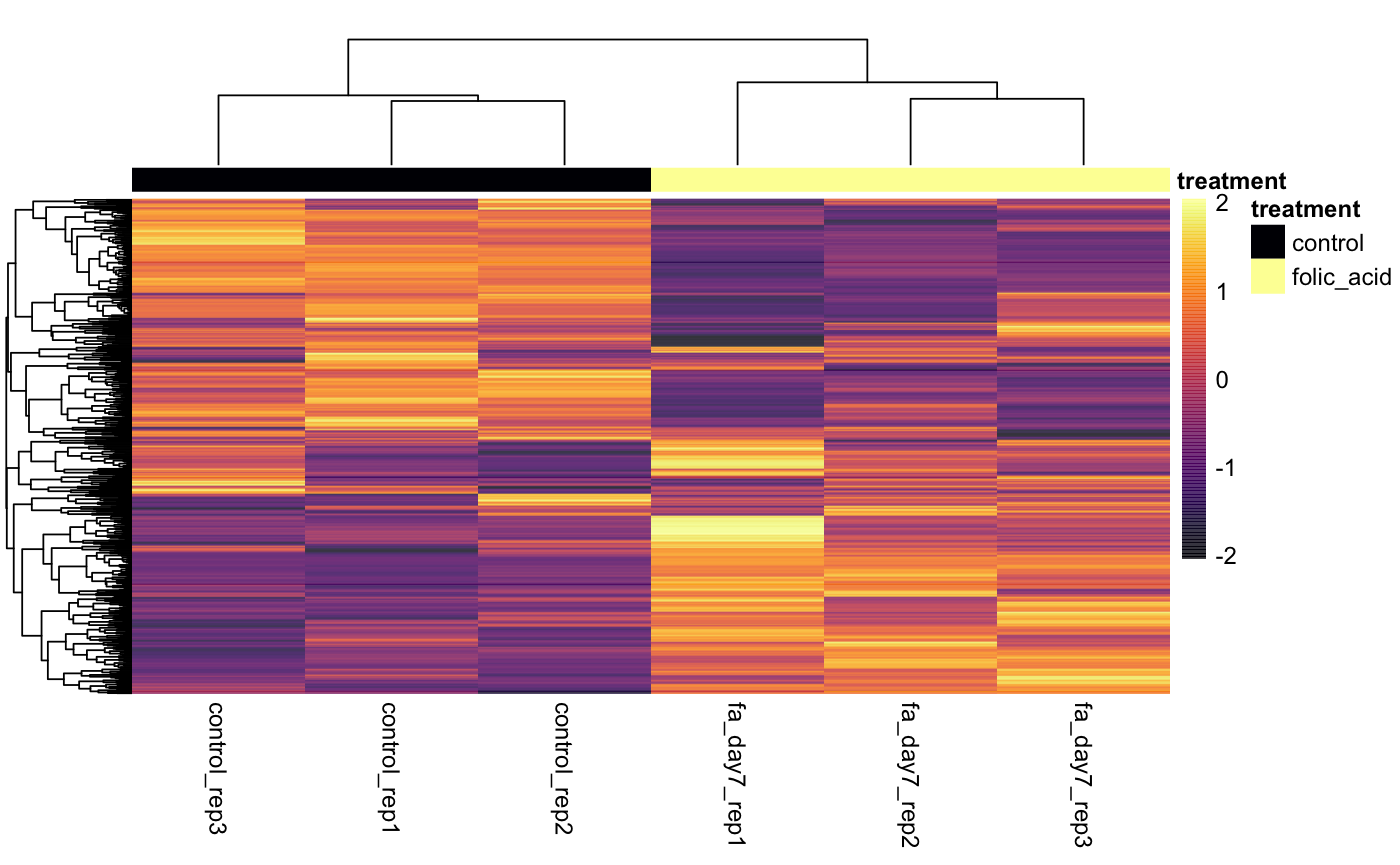 treatment
2
1
0
-1
-2
treatment
control
folic_acid
control_rep3
control_rep1
control_rep2
fa_day7_rep1
fa_day7_rep2
fa_day7_rep3